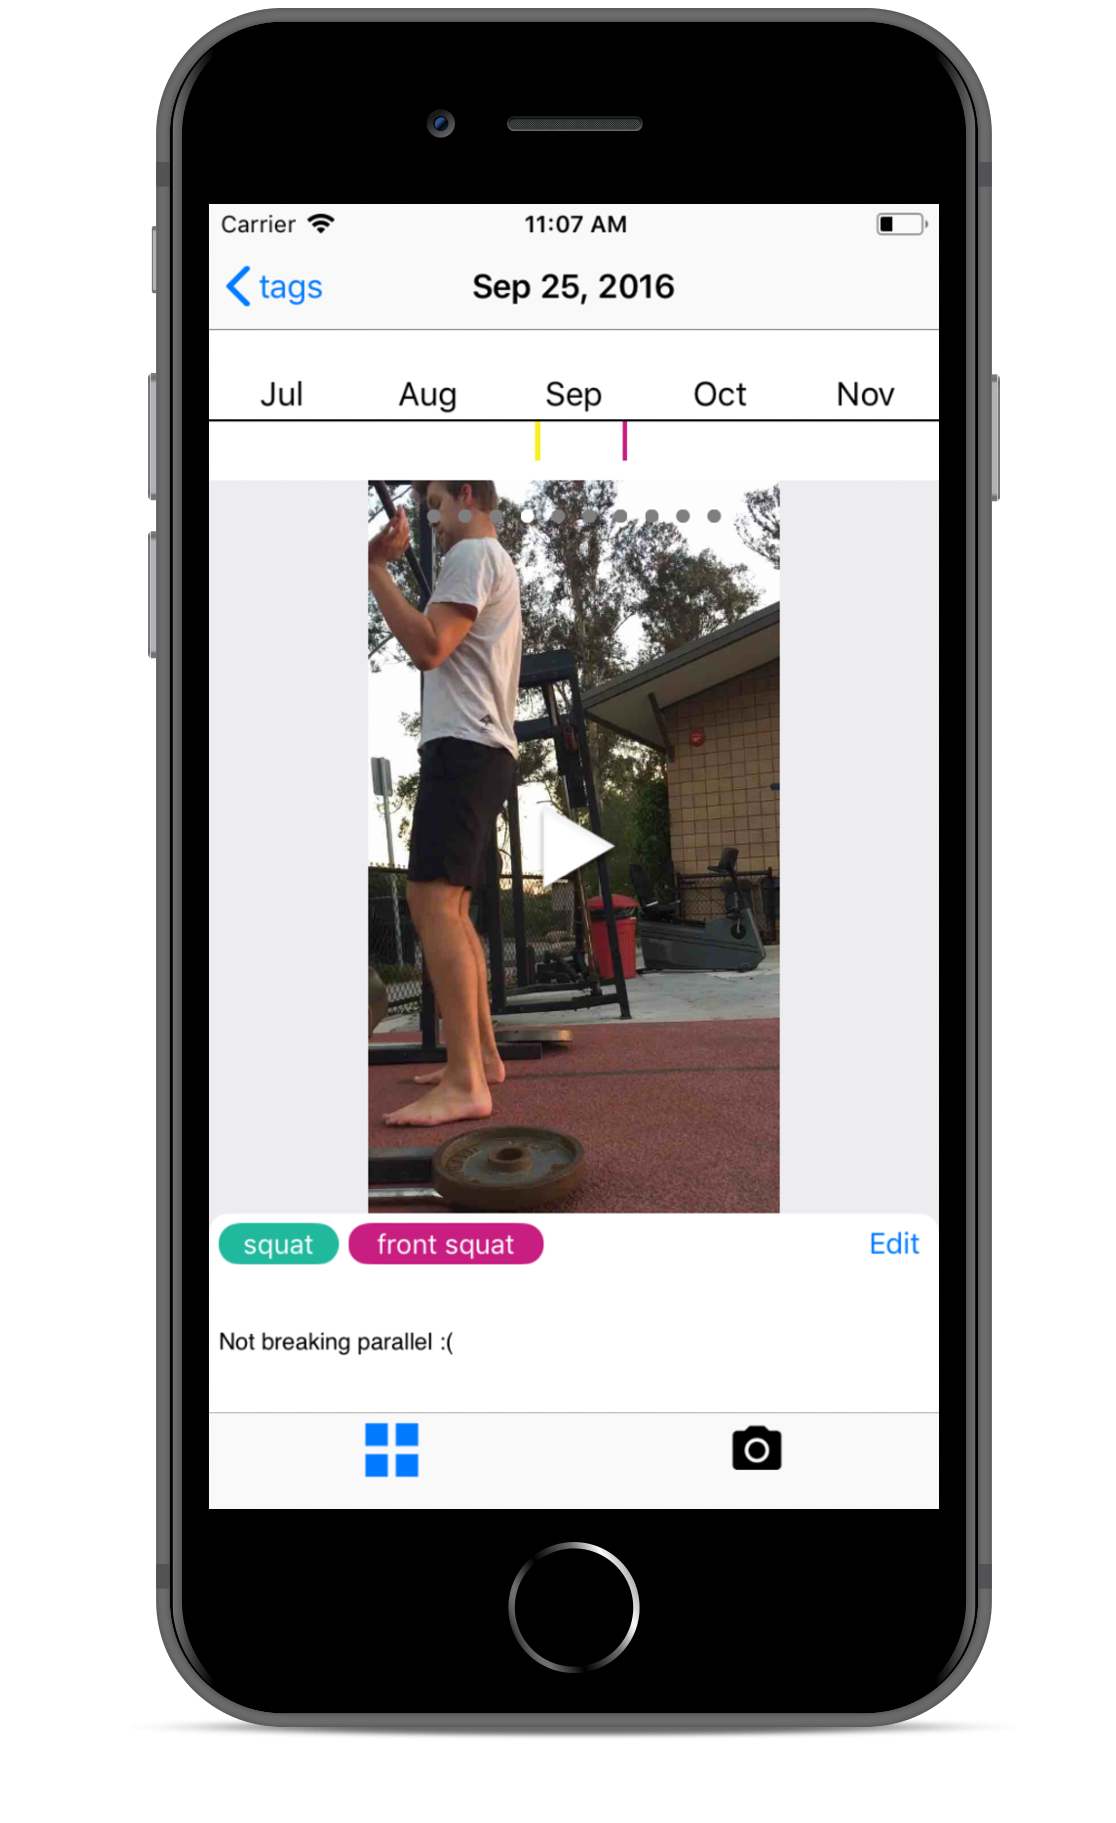 Carrier 11:07 AM
tags Sep 25, 2016
Jul Aug Sep Oct Nov
squat front squat Edit
Not breaking parallel :(